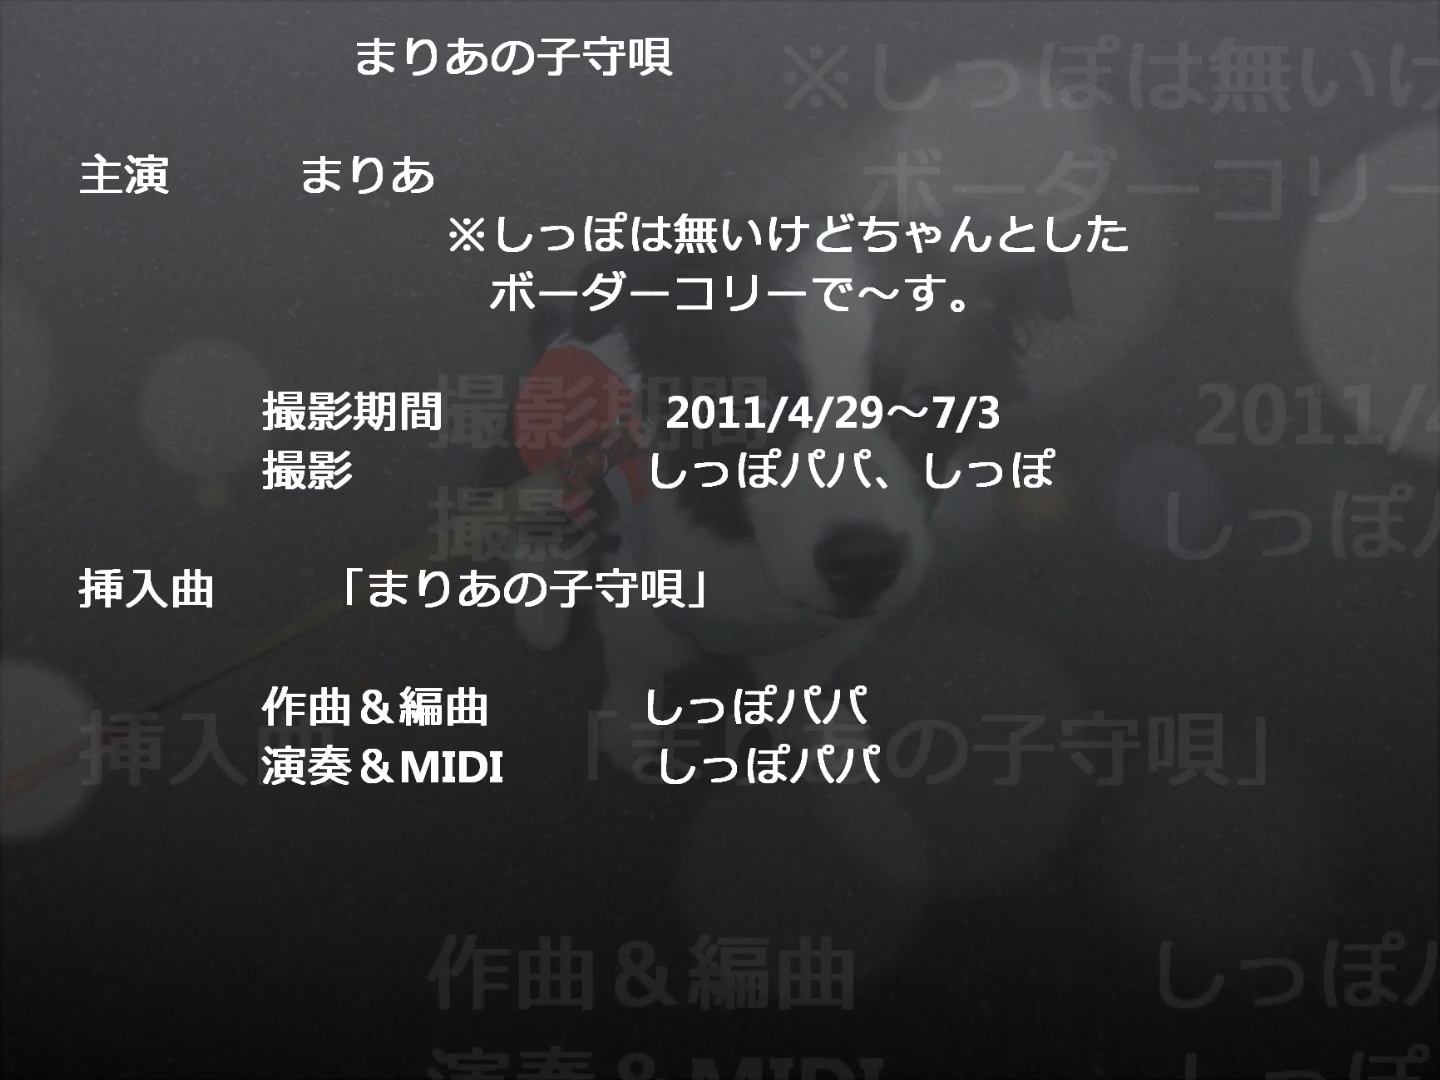 まりあの子守唄
主演 まりあ
※しっぽは無いけどちゃんとした
ボーダーコリーで～す。
撮影期間 2011/4/29～7/3
撮影 しっぽパパ、しっぽ
挿入曲 「まりあの子守唄」
作曲＆編曲 しっぽパパ
演奏＆MIDI しっぽパパ